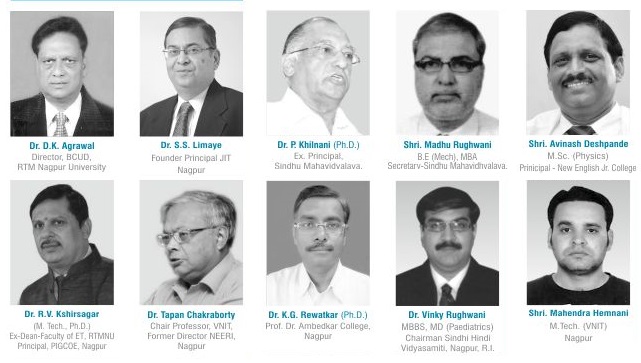 Dr. D.K. Agrawal
Director, BCUD,
RTM Nagpur University
Dr. S.S. Limaye
Founder Principal JIT
Nagpur
Dr. P. Khilnani (Ph.D.)
Ex. Principal,
Sindhu Mahavidvalava.
Shri. Madhu Rughwani
B.E (Mech), MBA
Secretarv-Sindhu Mahavidhvalava.
Shri. Avinash Deshpande
M.Sc. (Physics)
Prinicipal - New English Jr. College
Dr. R.V. Kshirsagar
(M. Tech., Ph.D.)
Ex-Dean-Faculty of ET, RTMNU
Principal, PIGCOE, Nagpur
Dr. Tapan Chakraborty
Chair Professor, VNIT,
Former Director NEERI,
Nagpur
Dr. K.G. Rewatkar (Ph.D.)
Prof. Dr. Ambedkar College,
Nagpur
Dr. Vinky Rughwani
MBBS, MD (Paediatrics)
Chairman Sindhi Hindi
Vidyasamiti, Nagpur, R.I.
Shri. Mahendra Hemnani
M.Tech. (VNIT)
Nagpur